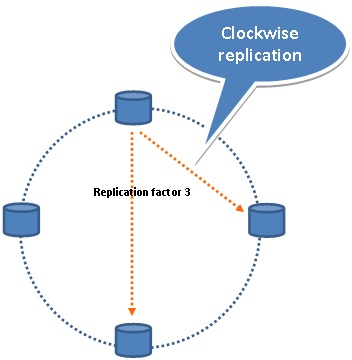 Clockwise
replication
Replication factor 3